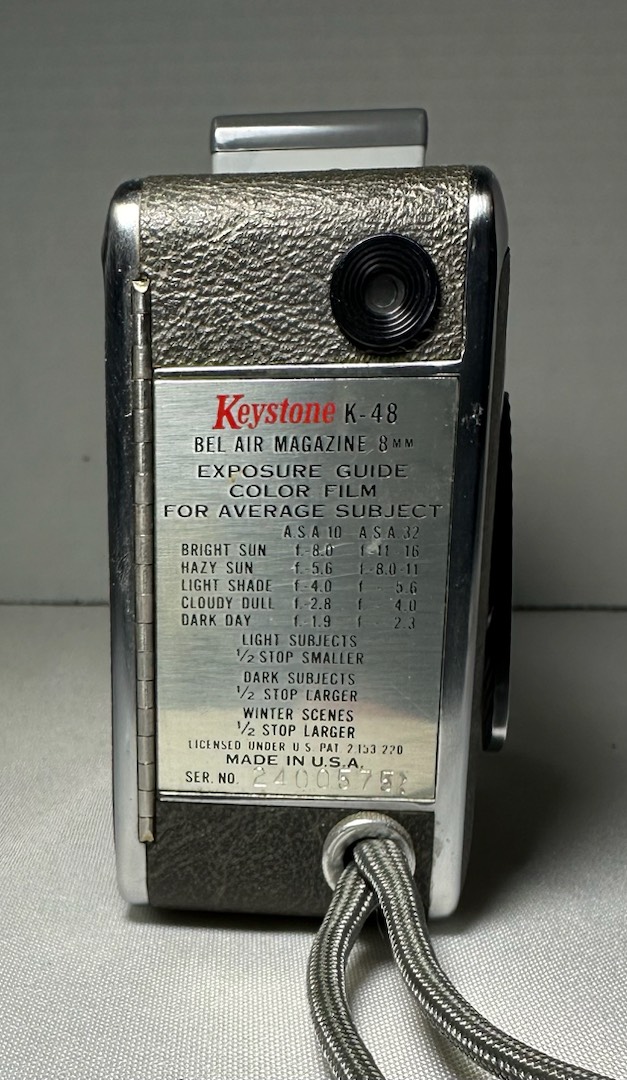 Keystone K-48
BEL AIR MAGAZINE 8MM
EXPOSURE GUIDE
COLOR FILM
FOR AVERAGE SUBJECT
A.S.A 10 A.S.A 32
BRIGHT SUN f.-8.0 f-11-16
HAZY SUN f.-5.6 f-8.0-11
LIGHT SHADE f.-4.0 f - 5.6
CLOUDY DULL f.-2.8 f - 4.0
DARK DAY f.-1.9 f - 2.3
LIGHT SUBJECTS
1/2 STOP SMALLER
DARK SUBJECTS
1/2 STOP LARGER
WINTER SCENES
1/2 STOP LARGER
LICENSED UNDER U S PAT 2.153 220
MADE IN U.S.A.
SER. NO.